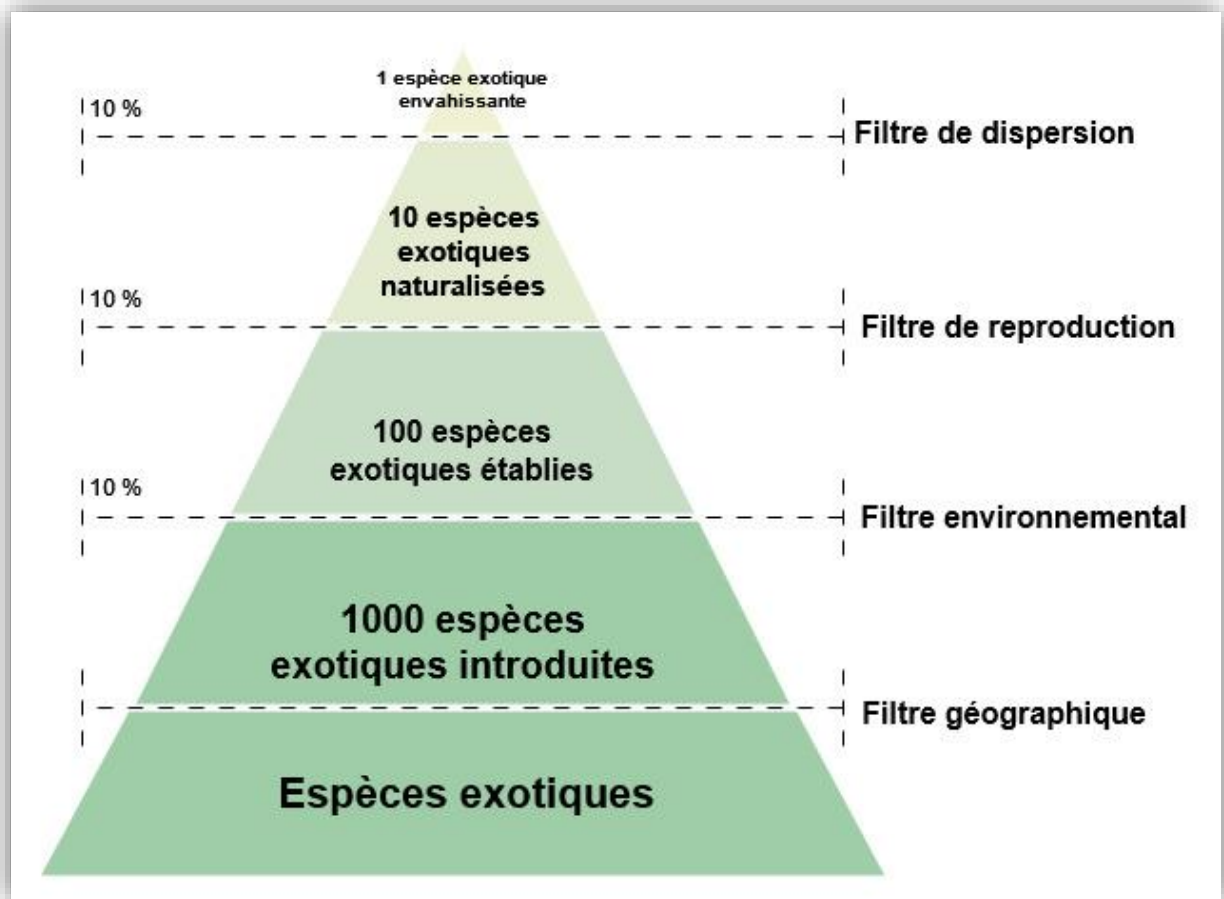 1 espèce exotique
envahissante
10 %
Filtre de dispersion
10 espèces
exotiques
naturalisées
10 %
Filtre de reproduction
100 espèces
exotiques établies
10 %
Filtre environnemental
1000 espèces
exotiques introduites
Filtre géographique
Espèces exotiques